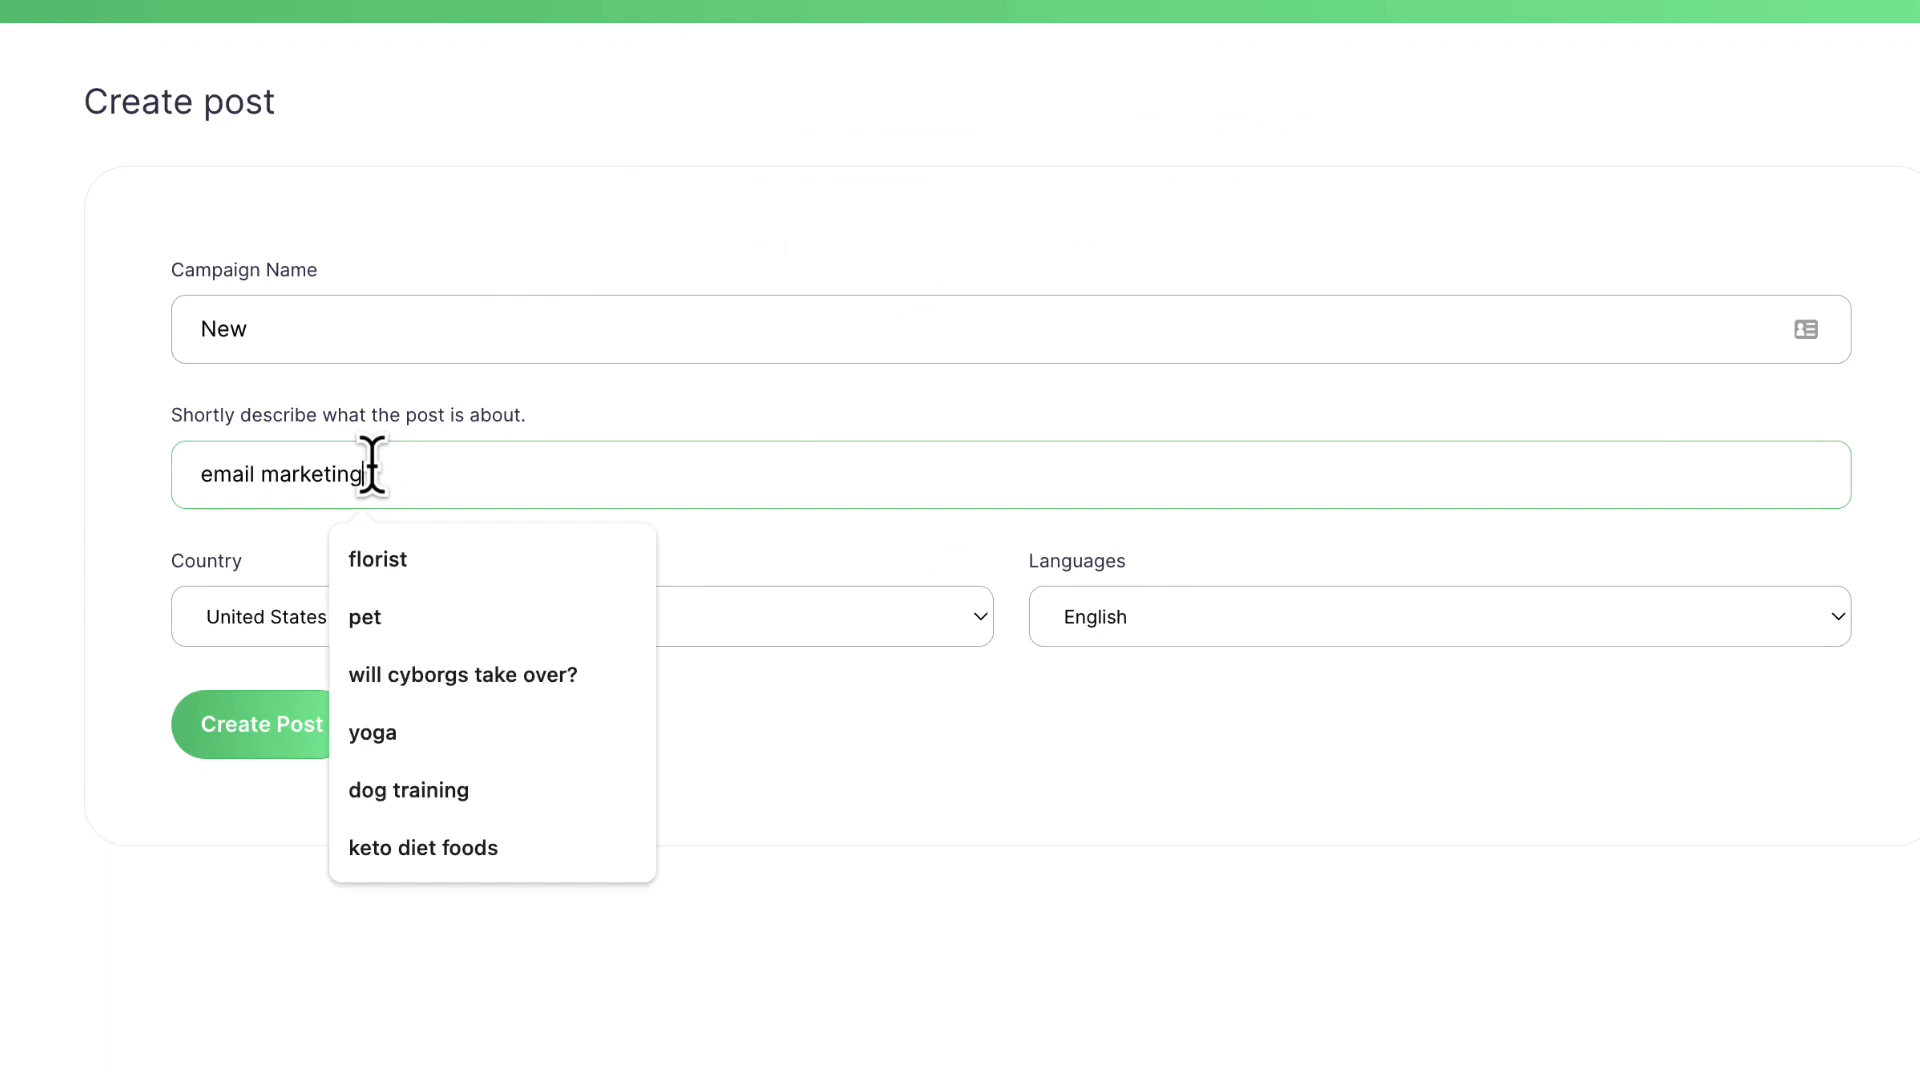 Create post
Campaign Name
New
Shortly describe what the post is about.
email marketing
Country
Languages
United States
English
Create Post
florist
pet
will cyborgs take over?
yoga
dog training
keto diet foods